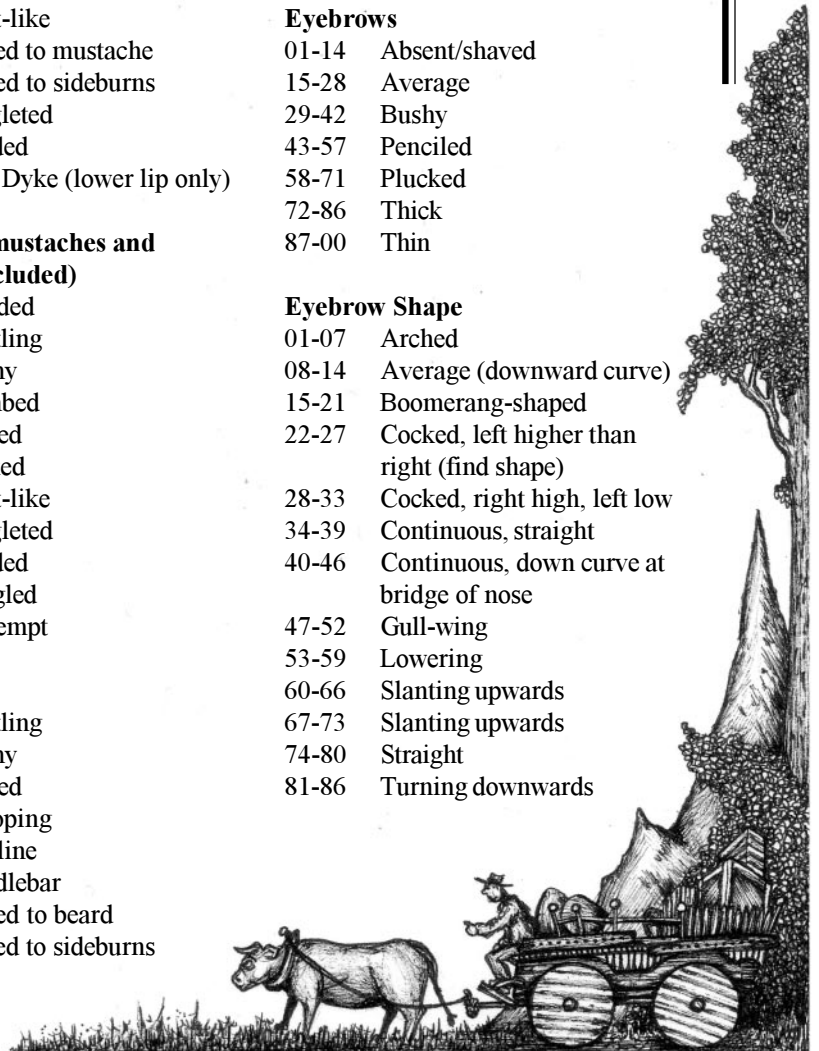 -like
ed to mustache
ed to sideburns
gleted
ded
Dyke (lower lip only)
mustaches and
cluded)
ded
ling
hy
bed
ed
ed
-like
gleted
ded
gled
empt
ling
hy
ed
oping
line
dlebar
ed to beard
ed to sideburns
Eyebrows
01-14 Absent/shaved
15-28 Average
29-42 Bushy
43-57 Penciled
58-71 Plucked
72-86 Thick
87-00 Thin
Eyebrow Shape
01-07 Arched
08-14 Average (downward curve)
15-21 Boomerang-shaped
22-27 Cocked, left higher than
right (find shape)
28-33 Cocked, right high, left low
34-39 Continuous, straight
40-46 Continuous, down curve at
bridge of nose
47-52 Gull-wing
53-59 Lowering
60-66 Slanting upwards
67-73 Slanting upwards
74-80 Straight
81-86 Turning downwards